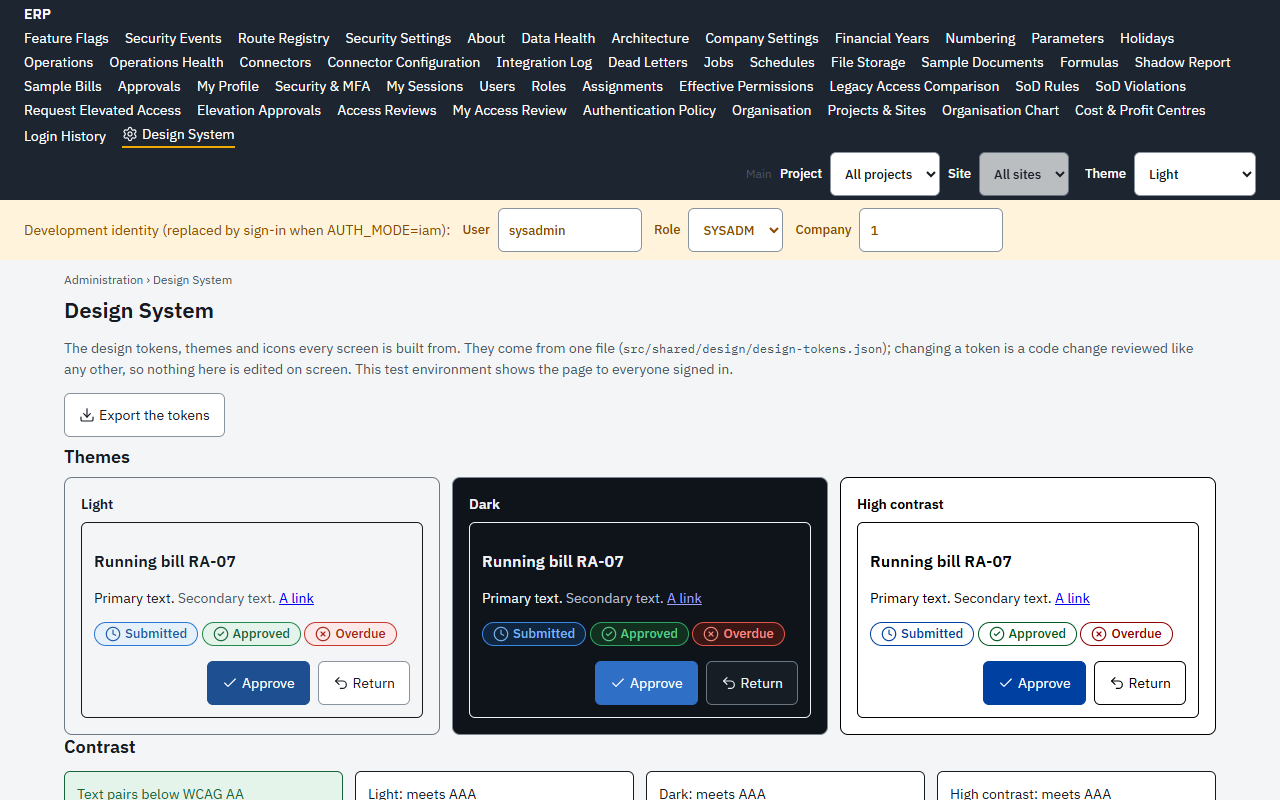 ERP
Feature Flags Security Events Route Registry Security Settings About Data Health Architecture Company Settings Financial Years Numbering Parameters Holidays
Operations Operations Health Connectors Connector Configuration Integration Log Dead Letters Jobs Schedules File Storage Sample Documents Formulas Shadow Report
Sample Bills Approvals My Profile Security & MFA My Sessions Users Roles Assignments Effective Permissions Legacy Access Comparison SoD Rules SoD Violations
Request Elevated Access Elevation Approvals Access Reviews My Access Review Authentication Policy Organisation Projects & Sites Organisation Chart Cost & Profit Centres
Login History Design System
Main Project All projects Site All sites Theme Light
Development identity (replaced by sign-in when AUTH_MODE=iam): User sysadmin Role SYSADM Company 1
Administration › Design System
Design System
The design tokens, themes and icons every screen is built from. They come from one file (src/shared/design/design-tokens.json); changing a token is a code change reviewed like
any other, so nothing here is edited on screen. This test environment shows the page to everyone signed in.
Export the tokens
Themes
Light Dark High contrast
Running bill RA-07 Running bill RA-07 Running bill RA-07
Primary text. Secondary text. A link Primary text. Secondary text. A link Primary text. Secondary text. A link
Submitted Approved Overdue Submitted Approved Overdue Submitted Approved Overdue
Approve Return Approve Return Approve Return
Contrast
Text pairs below WCAG AA Light: meets AAA Dark: meets AAA High contrast: meets AAA